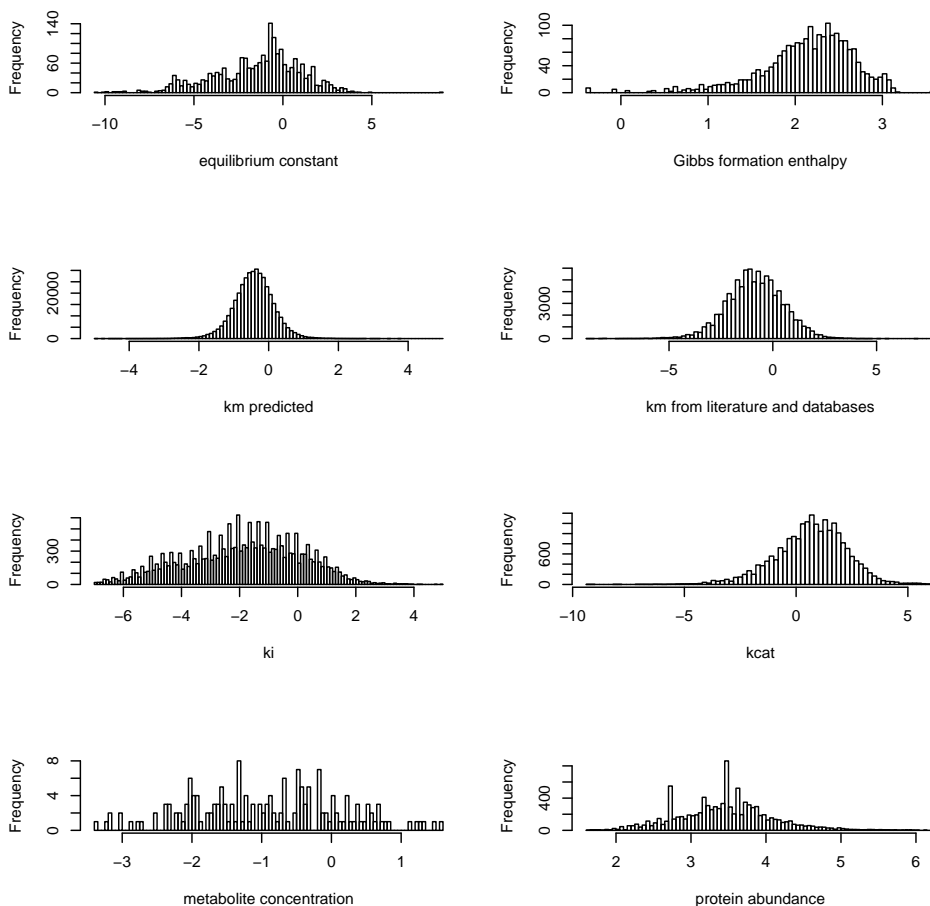 Frequency
0 40 60 140
−10 −5 0 5
equilibrium constant
Frequency
0 40 100
0 1 2 3
Gibbs formation enthalpy
Frequency
0 20000
−4 −2 0 2 4
km predicted
Frequency
0 3000
−5 0 5
km from literature and databases
Frequency
0 300
−6 −4 −2 0 2 4
ki
Frequency
0 600
−10 −5 0 5
kcat
Frequency
0 4 8
−3 −2 −1 0 1
metabolite concentration
Frequency
0 400
2 3 4 5 6
protein abundance